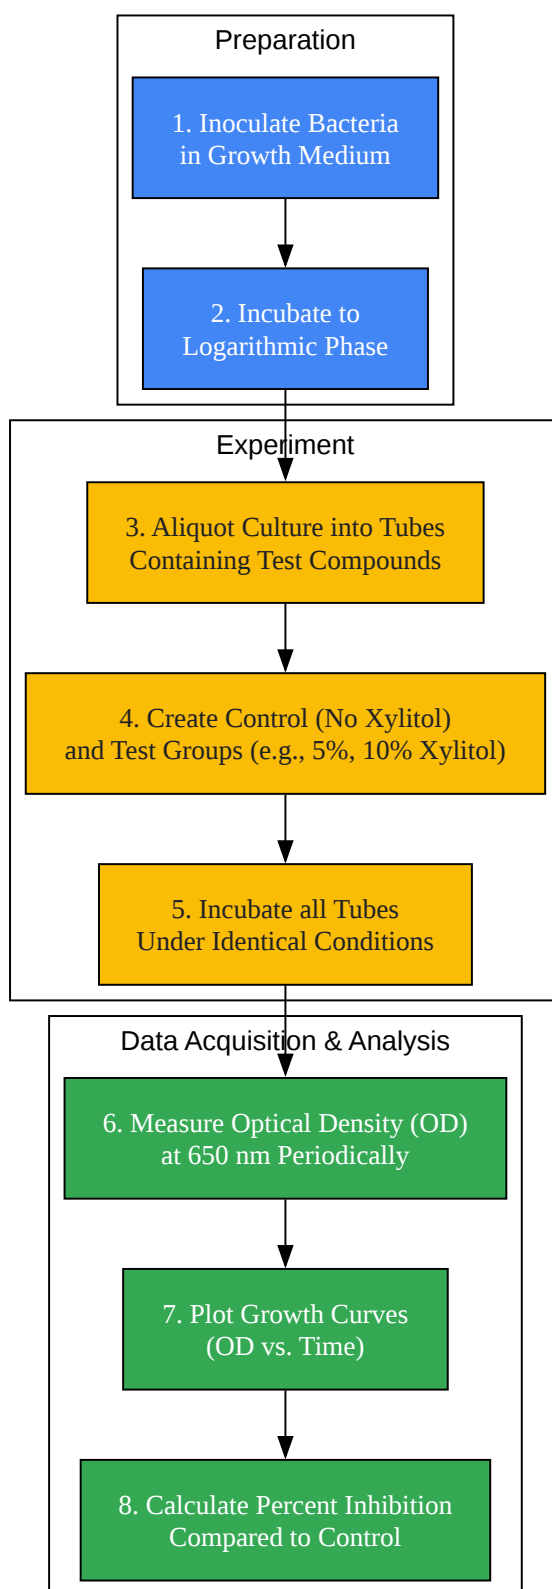 Preparation
1. Inoculate Bacteria
in Growth Medium
2. Incubate to
Logarithmic Phase
Experiment
3. Aliquot Culture into Tubes
Containing Test Compounds
4. Create Control (No Xylitol)
and Test Groups (e.g., 5%, 10% Xylitol)
5. Incubate all Tubes
Under Identical Conditions
Data Acquisition & Analysis
6. Measure Optical Density (OD)
at 650 nm Periodically
7. Plot Growth Curves
(OD vs. Time)
8. Calculate Percent Inhibition
Compared to Control